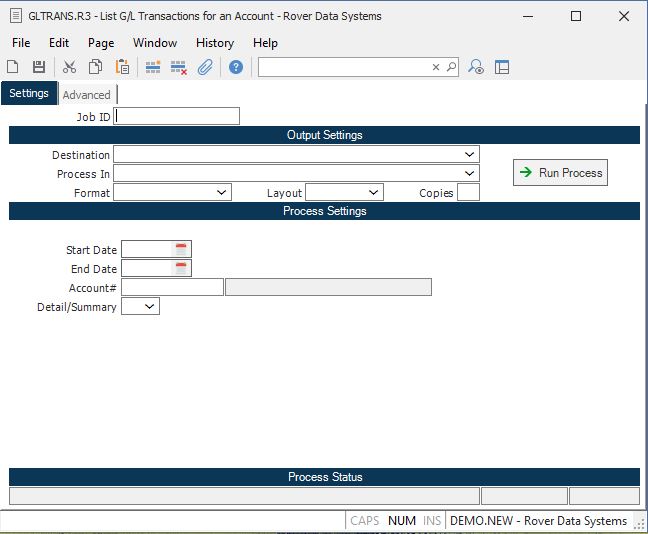 GLTRANS.R3 - List G/L Transactions for an Account - Rover Data Systems
File Edit Page Window History Help
Settings Advanced
Job ID
Output Settings
Destination
Process In
Run Process
Format Layout Copies
Process Settings
Start Date
End Date
Account#
Detail/Summary
Process Status
CAPS NUM INS DEMO.NEW - Rover Data Systems